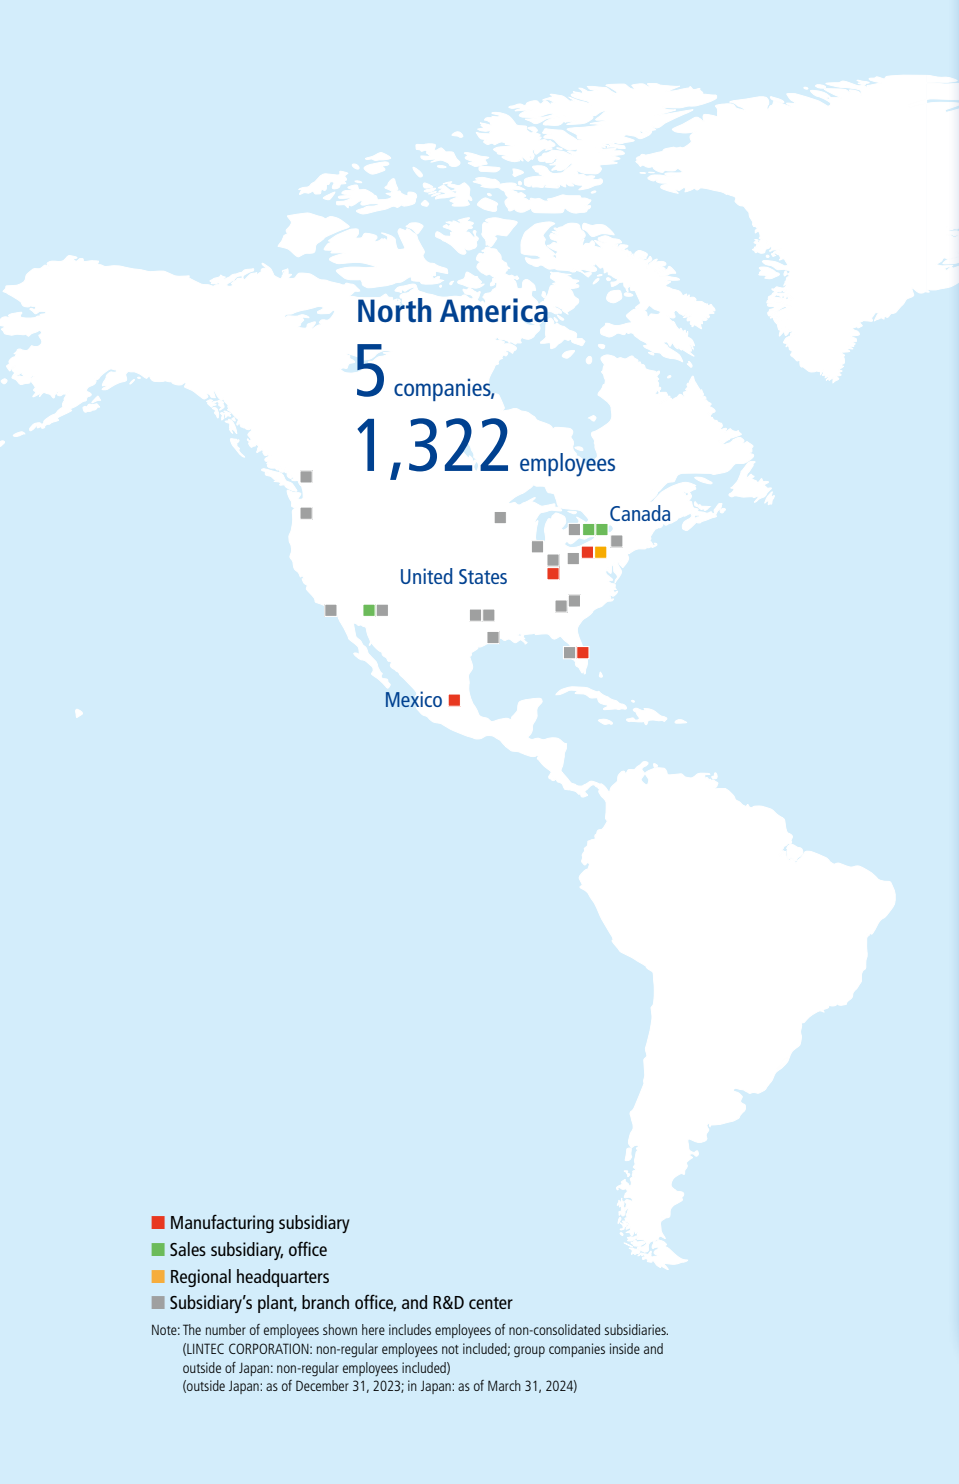 North America
5 companies,
1,322 employees
Canada
United States
Mexico
Manufacturing subsidiary
Sales subsidiary, office
Regional headquarters
Subsidiary’s plant, branch office, and R&D center
Note: The number of employees shown here includes employees of non-consolidated subsidiaries.
(LINTEC CORPORATION: non-regular employees not included; group companies inside and
outside of Japan: non-regular employees included)
(outside Japan: as of December 31, 2023; in Japan: as of March 31, 2024)